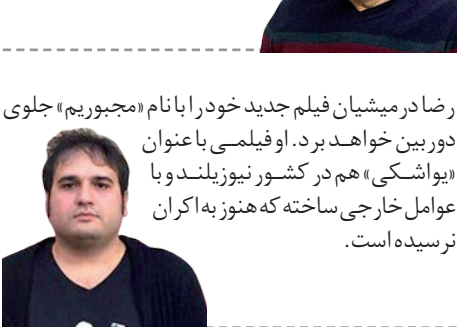 رضا درمیشیان فیلم جدید خود را با نام «مجبوریم» جلوی
دوربین خواهد برد. او فیلمی با عنوان
«یواشکی» هم در کشور نیوزیلند و با
عوامل خارجی ساخته که هنوز به اکران
نرسیده است.